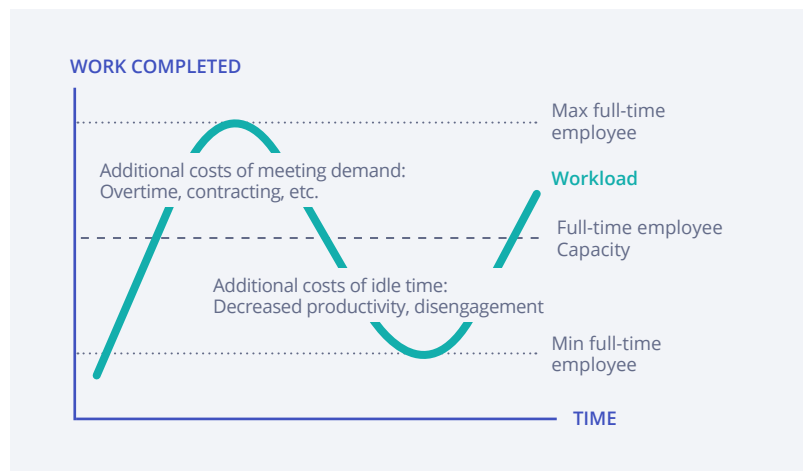 WORK COMPLETED
Max full-time
employee
Additional costs of meeting demand:
Overtime, contracting, etc.
Workload
Full-time employee
Capacity
Additional costs of idle time:
Decreased productivity, disengagement
Min full-time
employee
TIME